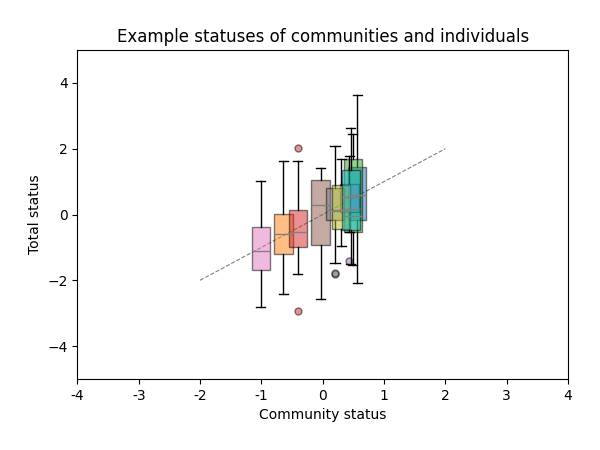 Example statuses of communities and individuals
Total status
4
2
0
−2
−4
-4 -3 -2 -1 0 1 2 3 4
Community status